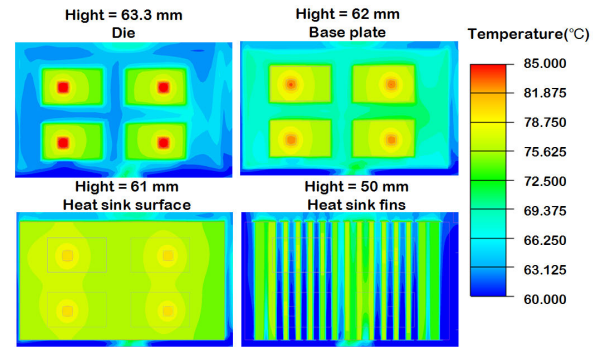 Hight = 63.3 mm
Die
Hight = 62 mm
Base plate
Temperature(℃)
85.000
81.875
78.750
75.625
72.500
69.375
66.250
63.125
60.000
Hight = 61 mm
Heat sink surface
Hight = 50 mm
Heat sink fins